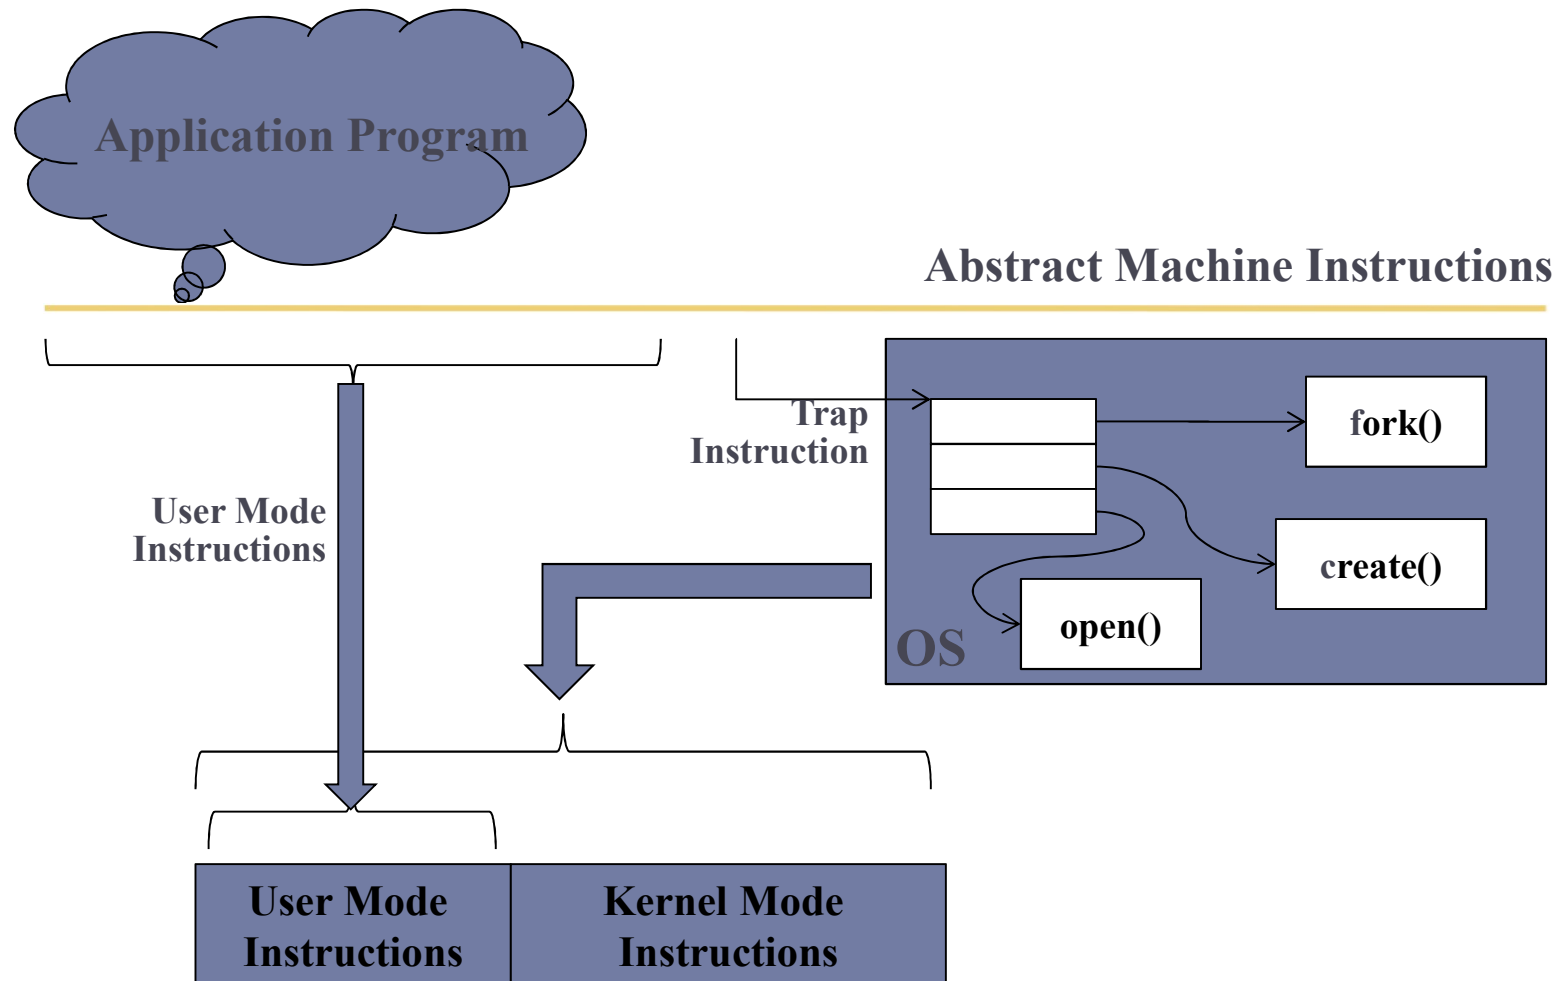 Application Program
Abstract Machine Instructions
Trap
Instruction
fork()
User Mode
Instructions
create()
open()
OS
User Mode
Instructions
Kernel Mode
Instructions